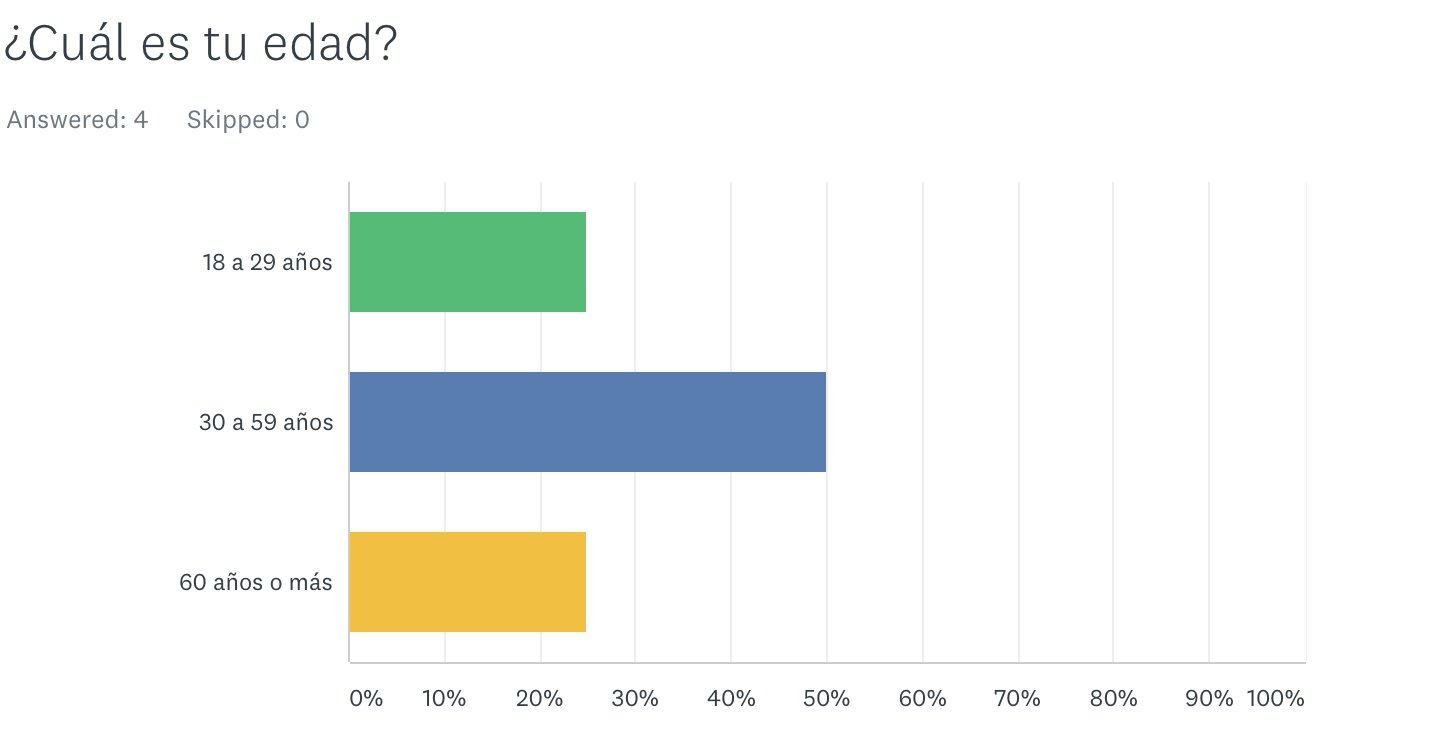 ¿Cuál es tu edad?
Answered: 4 Skipped: 0
18 a 29 años
30 a 59 años
60 años o más
0% 10% 20% 30% 40% 50% 60% 70% 80% 90% 100%